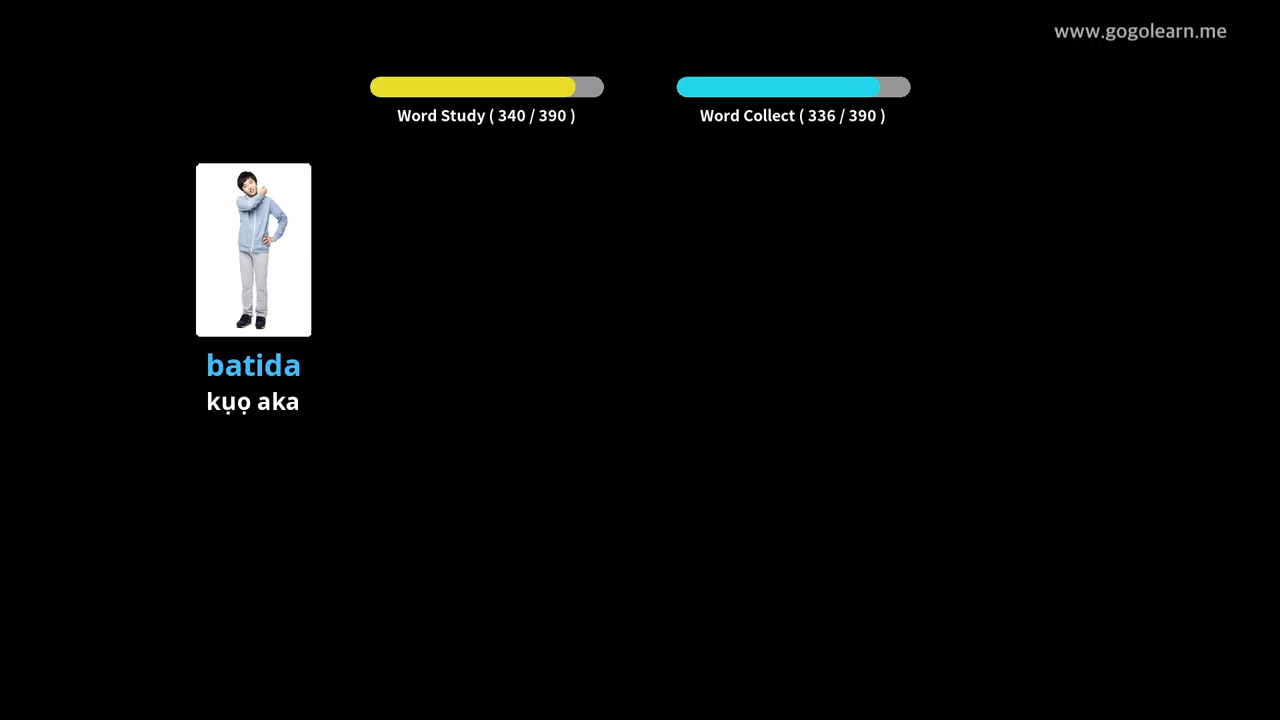 www.gogolearn.me
Word Study ( 340 / 390 )
Word Collect ( 336 / 390 )
batida
kụọ aka